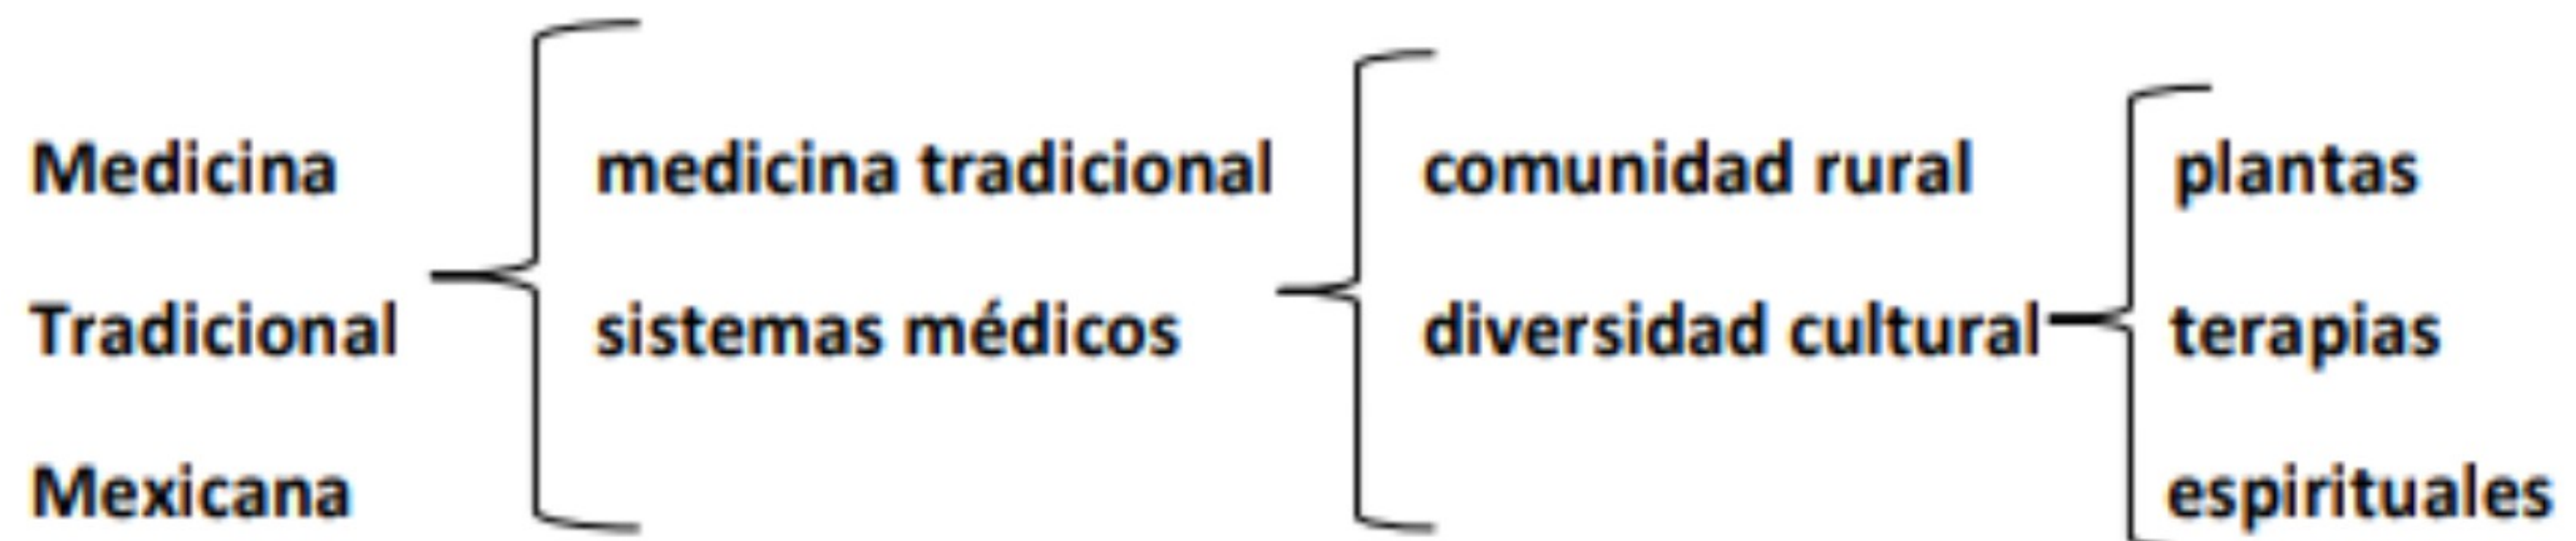 Medicina
Tradicional
Mexicana
medicina tradicional
sistemas médicos
comunidad rural
diversidad cultural
plantas
terapias
espirituales